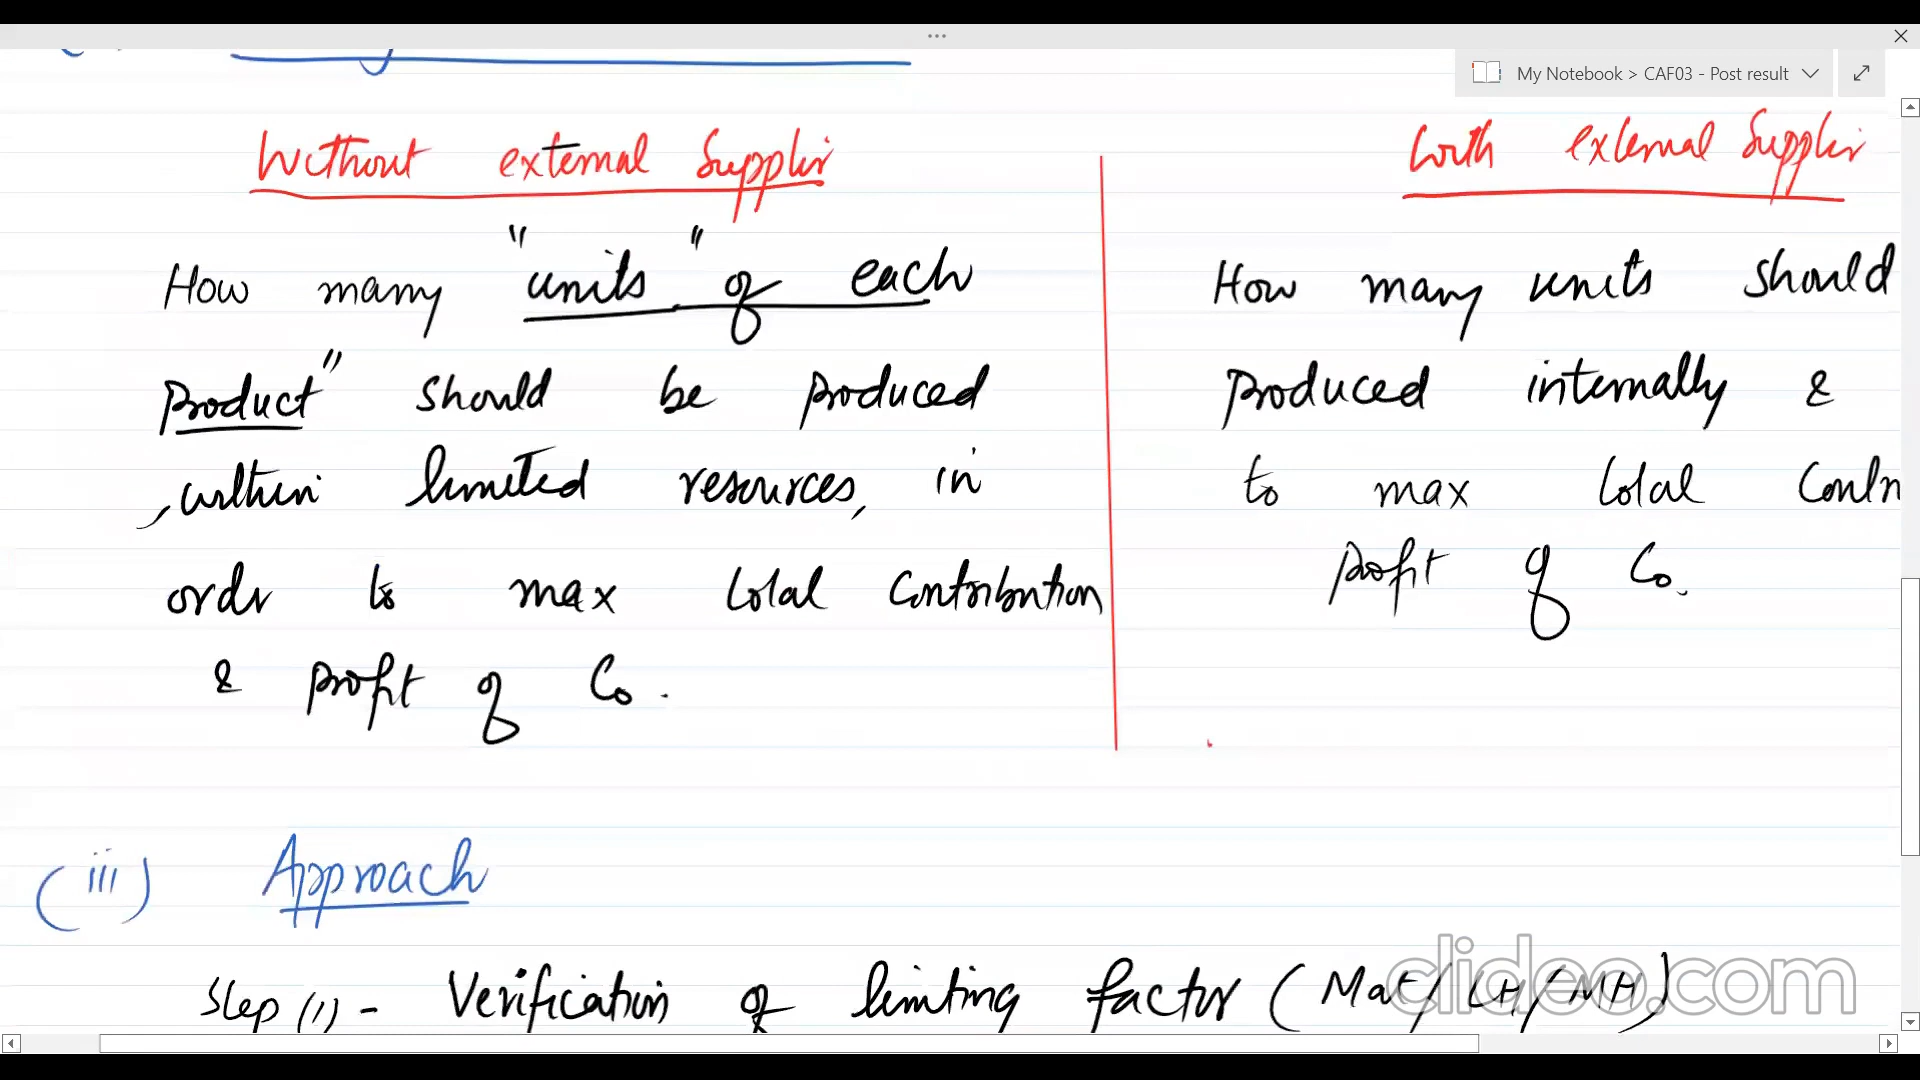 ...
My Notebook > CAF03 - Post result
Without external Supplier
How many "units" of each
Product" should be produced
, within limited resources, in
order to max total Contribution
& profit of Co.
with external Supplier
How many units should
produced internally &
to max total Contri
profit of Co.
(iii) Approach
Step (1) - Verification of limiting factor (Mat/LH/MH)
clideo.com